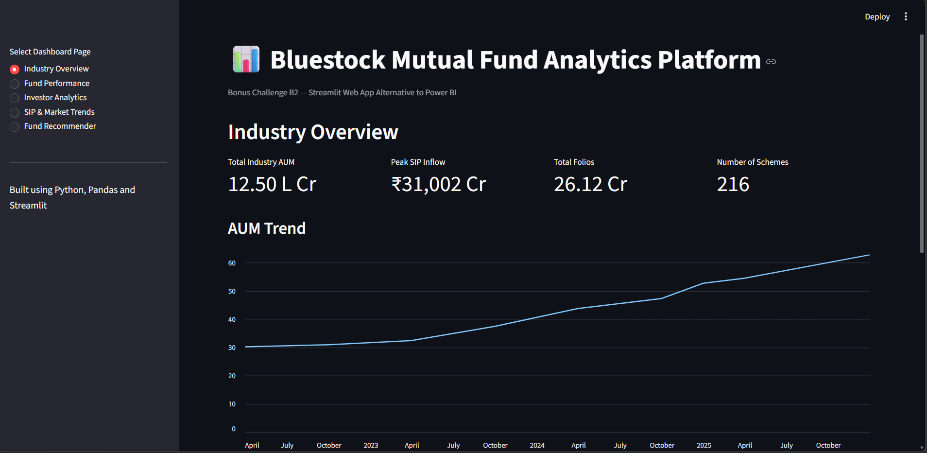 Deploy
Select Dashboard Page
Industry Overview
Fund Performance
Investor Analytics
SIP & Market Trends
Fund Recommender
Built using Python, Pandas and
Streamlit
Bluestock Mutual Fund Analytics Platform
Bonus Challenge B2 — Streamlit Web App Alternative to Power BI
Industry Overview
Total Industry AUM
12.50 L Cr
Peak SIP Inflow
₹31,002 Cr
Total Folios
26.12 Cr
Number of Schemes
216
AUM Trend
60
50
40
30
20
10
0
April July October 2023 April July October 2024 April July October 2025 April July October